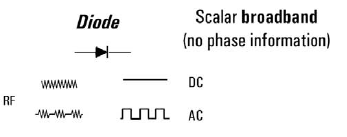 Diode
Scalar broadband
(no phase information)
DC
RF
AC